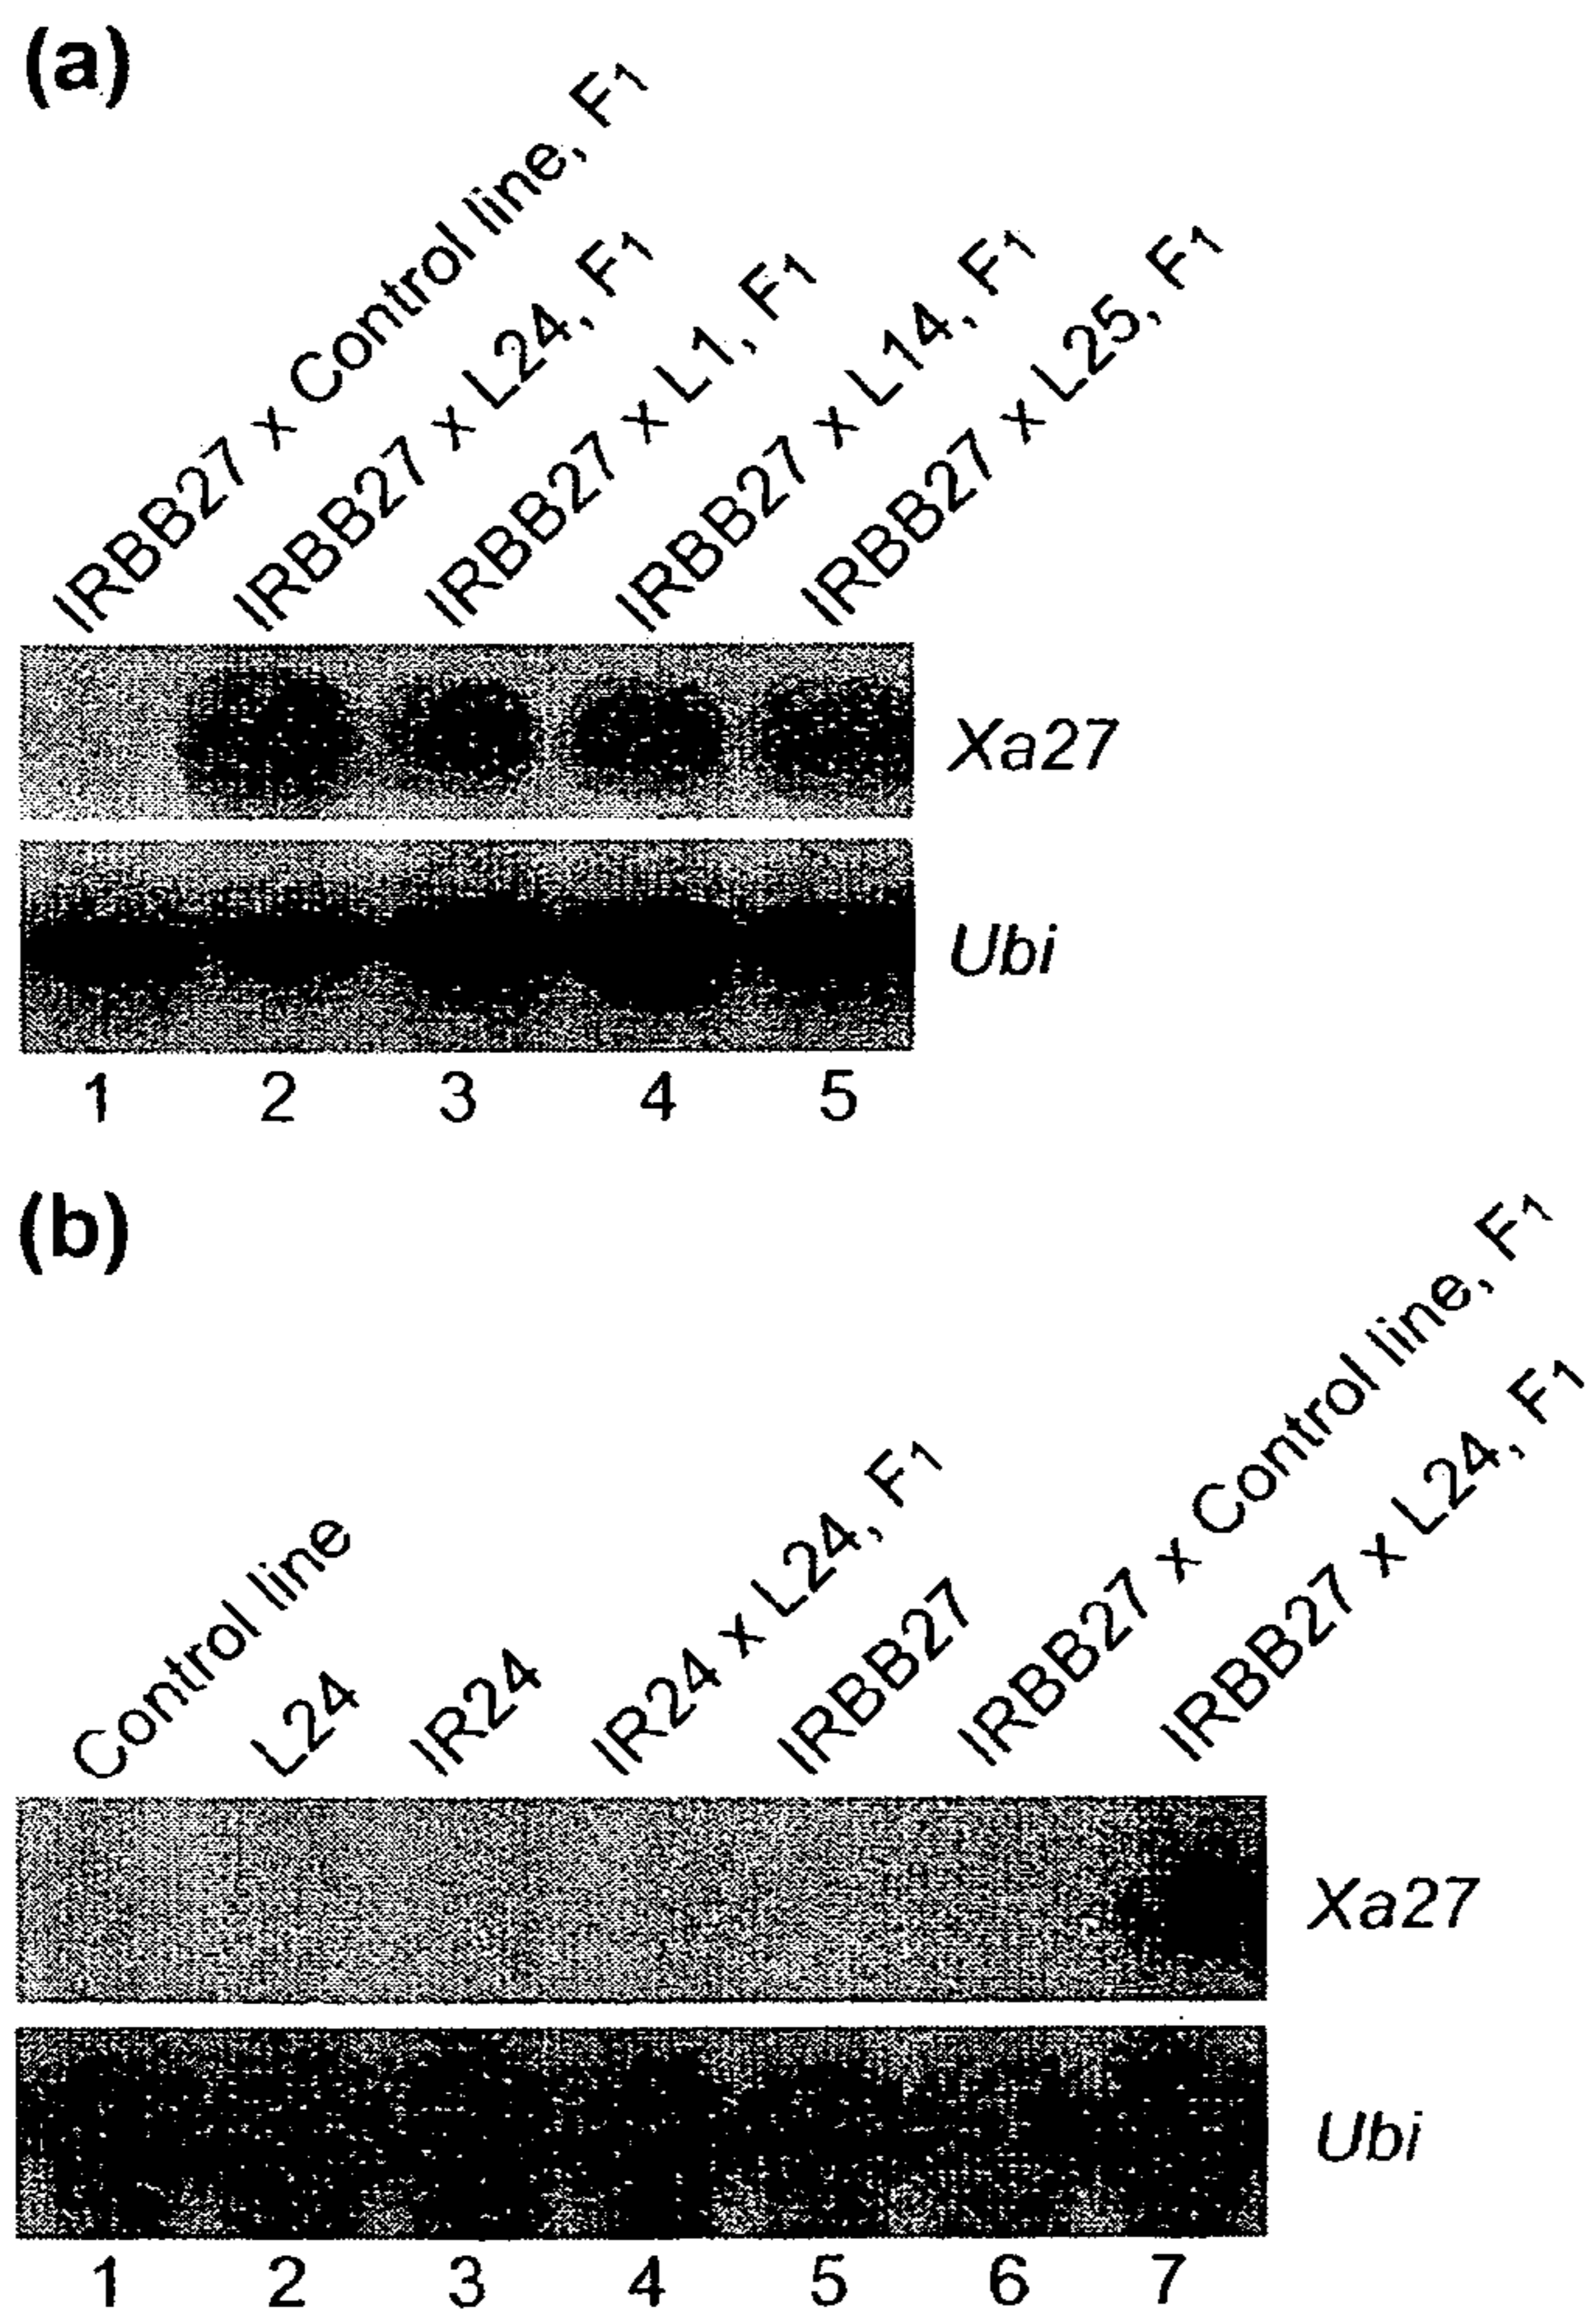 (a)
IRBB27 x Control line, F1
IRBB27 x L24, F1
IRBB27 x L1, F1
IRBB27 x L14, F1
IRBB27 x L25, F1
Xa27
Ubi
1 2 3 4 5
(b)
Control line
L24
IR24
IR24 x L24, F1
IRBB27
IRBB27 x Control line, F1
IRBB27 x L24, F1
Xa27
Ubi
1 2 3 4 5 6 7